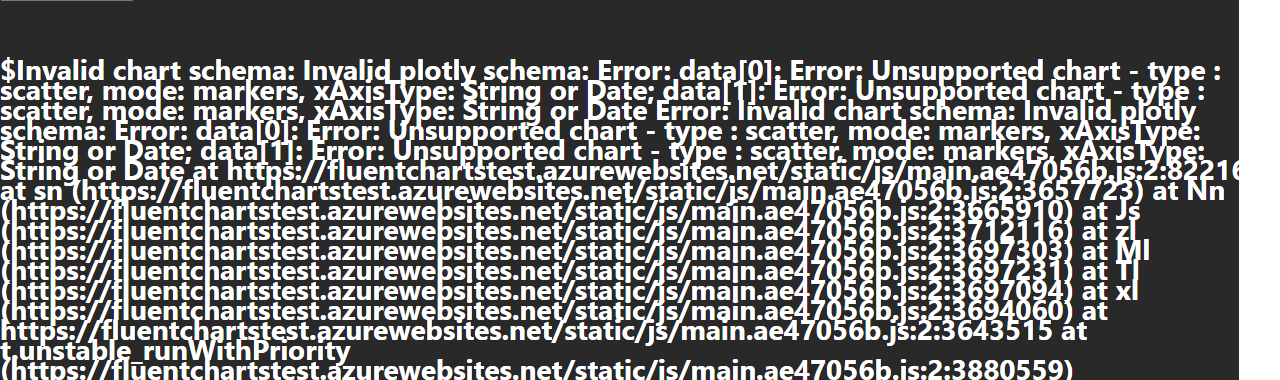 $Invalid chart schema: Invalid plotly schema: Error: data[0]: Error: Unsupported chart - type :
scatter, mode: markers, xAxisType: String or Date; data[1]: Error: Unsupported chart - type :
scatter, mode: markers, xAxisType: String or Date Error: Invalid chart schema: Invalid plotly
schema: Error: data[0]: Error: Unsupported chart - type : scatter, mode: markers, xAxisType:
String or Date; data[1]: Error: Unsupported chart - type : scatter, mode: markers, xAxisType:
String or Date at https://fluentchartstest.azurewebsites.net/static/js/main.ae47056b.js:2:82216
at sn (https://fluentchartstest.azurewebsites.net/static/js/main.ae47056b.js:2:3657723) at Nn
(https://fluentchartstest.azurewebsites.net/static/js/main.ae47056b.js:2:3665910) at Js
(https://fluentchartstest.azurewebsites.net/static/js/main.ae47056b.js:2:3712116) at zl
(https://fluentchartstest.azurewebsites.net/static/js/main.ae47056b.js:2:3697303) at Ml
(https://fluentchartstest.azurewebsites.net/static/js/main.ae47056b.js:2:3697231) at Tl
(https://fluentchartstest.azurewebsites.net/static/js/main.ae47056b.js:2:3697094) at xl
(https://fluentchartstest.azurewebsites.net/static/js/main.ae47056b.js:2:3694060) at
https://fluentchartstest.azurewebsites.net/static/js/main.ae47056b.js:2:3643515 at
t.unstable_runWithPriority
(https://fluentchartstest.azurewebsites.net/static/js/main.ae47056b.js:2:3880559)